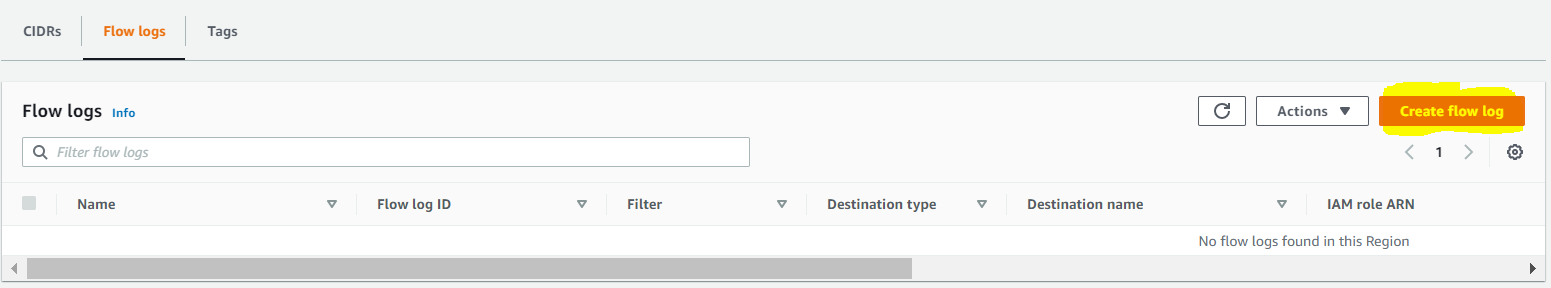 CIDRs Flow logs Tags
Flow logs Info
Actions Create flow log
Filter flow logs
1
Name Flow log ID Filter Destination type Destination name IAM role ARN
No flow logs found in this Region